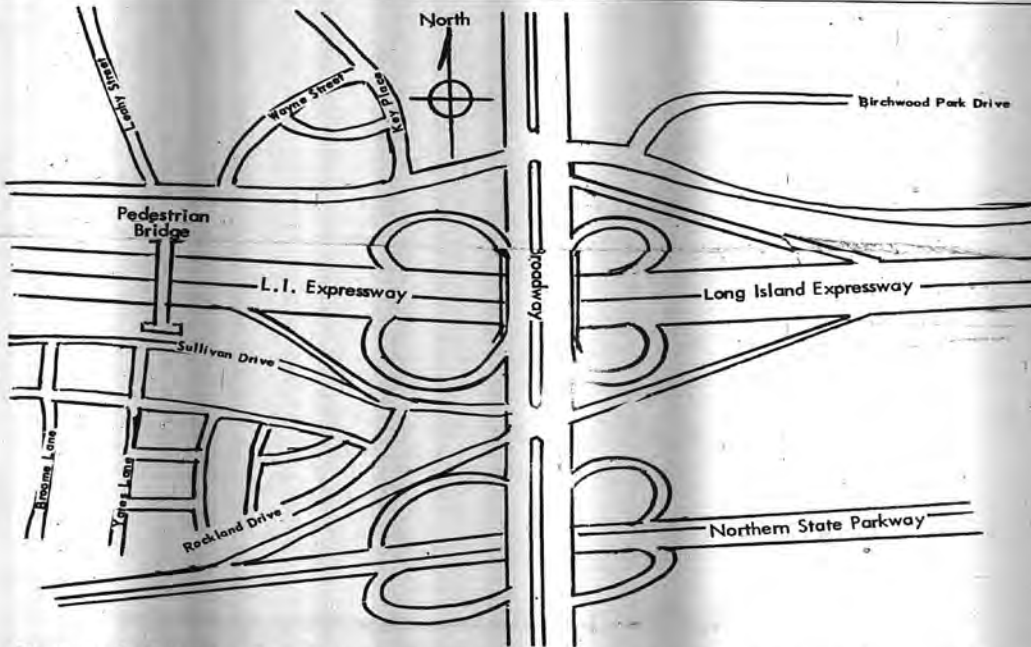 North
Leahy Street
Wayne Street
Key Place
Birchwood Park Drive
Pedestrian
Bridge
Broadway
L.I. Expressway
Long Island Expressway
Sullivan Drive
Broome Lane
Yates Lane
Rockland Drive
Northern State Parkway